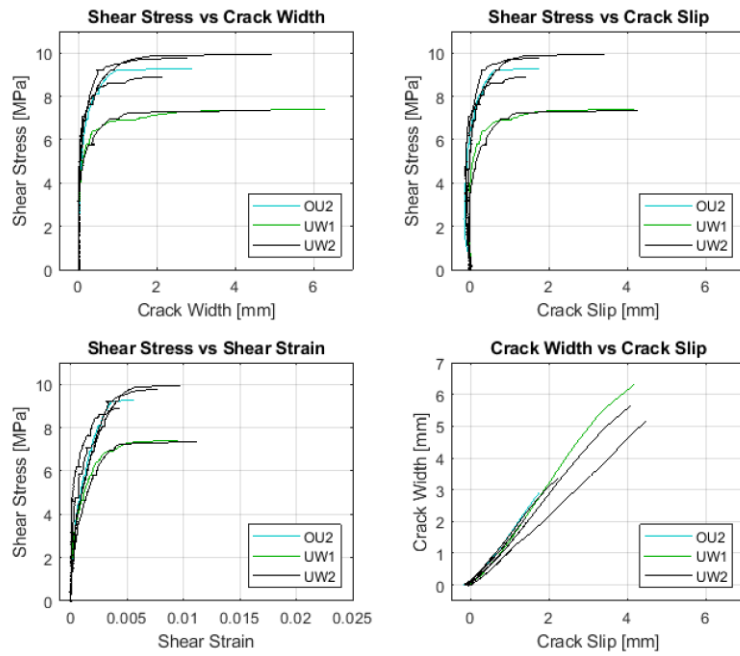 Shear Stress vs Crack Width
Shear Stress [MPa]
10
8
6
4
2
0
0 2 4 6
Crack Width [mm]
OU2
UW1
UW2
Shear Stress vs Crack Slip
Shear Stress [MPa]
10
8
6
4
2
0
0 2 4 6
Crack Slip [mm]
OU2
UW1
UW2
Shear Stress vs Shear Strain
Shear Stress [MPa]
10
8
6
4
2
0
0 0.005 0.01 0.015 0.02 0.025
Shear Strain
OU2
UW1
UW2
Crack Width vs Crack Slip
Crack Width [mm]
7
6
5
4
3
2
1
0
0 2 4 6
Crack Slip [mm]
OU2
UW1
UW2